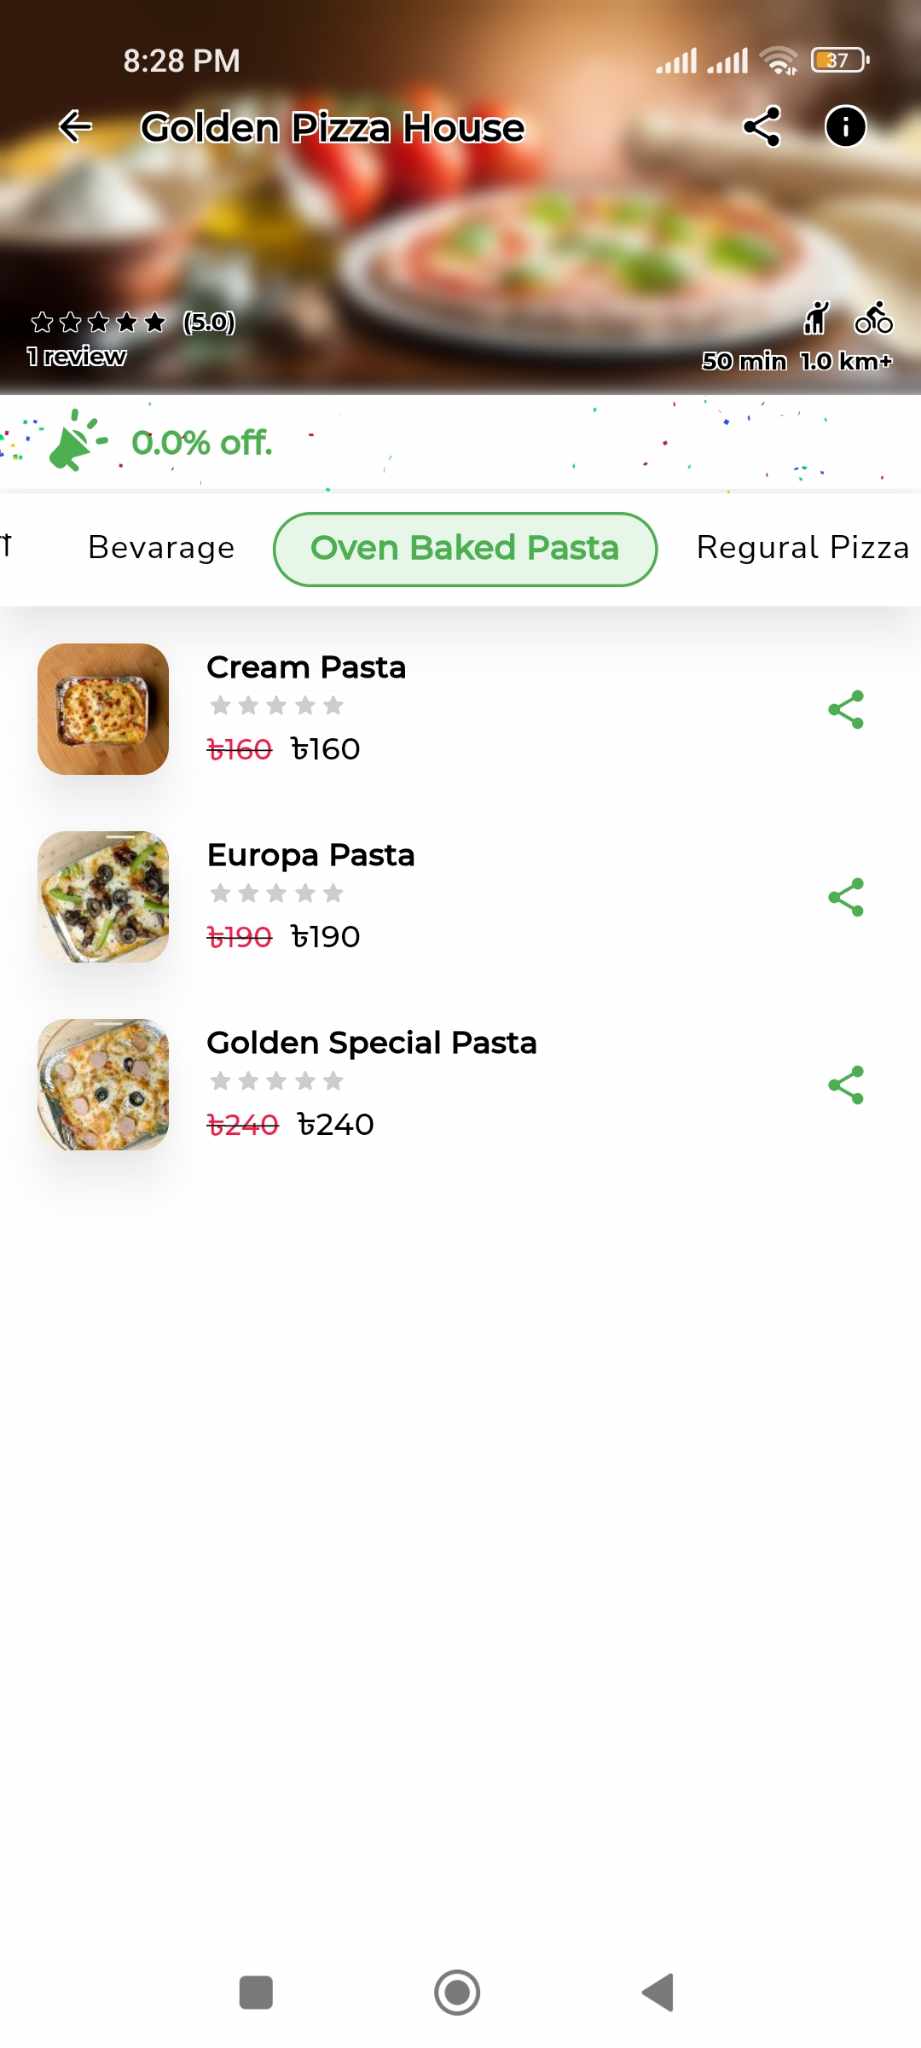 8:28 PM
37
Golden Pizza House
(5.0)
1 review
50 min 1.0 km+
0.0% off.
Bevarage
Oven Baked Pasta
Regural Pizza
Cream Pasta
৳160 ৳160
Europa Pasta
৳190 ৳190
Golden Special Pasta
৳240 ৳240